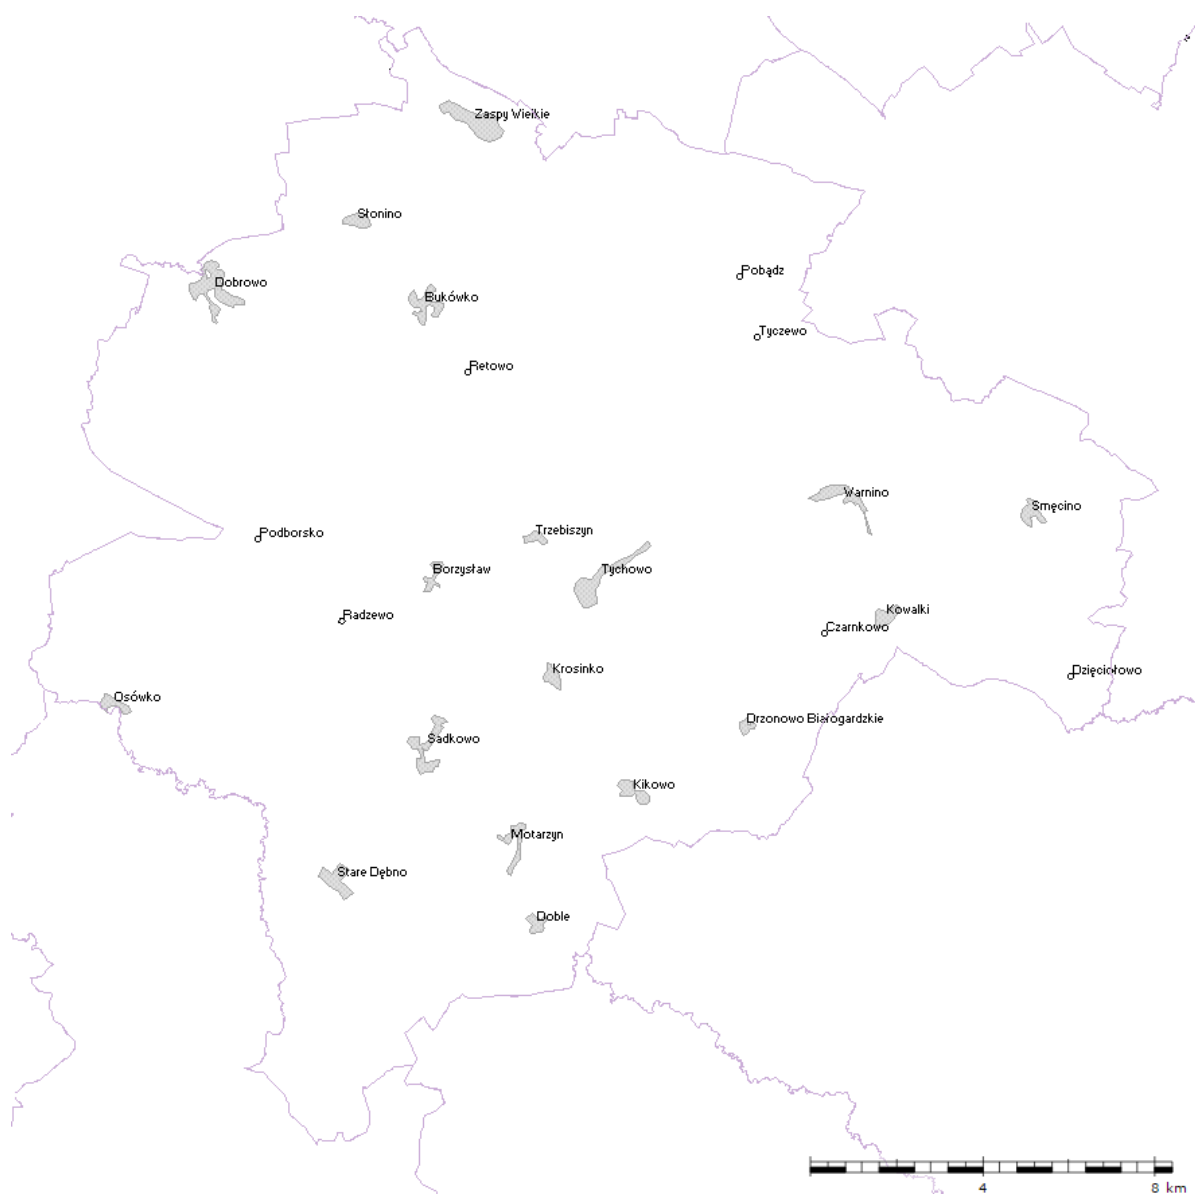 Zaspy Wielkie
Słonino
Pobądz
Dobrowo
Bukówko
Tyczewo
Retowo
Warnino
Smęcino
Trzebiszyn
Podborsko
Borzysław
Tychowo
Kowalki
Radzewo
Czarnkowo
Krosinko
Dzięciołowo
Osówko
Drzonowo Białogardzkie
Sadkowo
Kikowo
Motarzyn
Stare Dębno
Doble
4
8 km